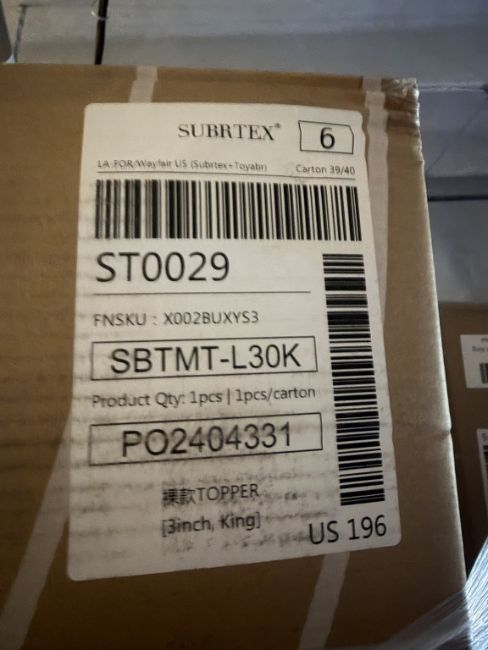 SUBRTEX®
6
LA-FOR/Wayfair US (Subrtex+Toyabr)
Carton 39/40
ST0029
FNSKU : X002BUXYS3
SBTMT-L30K
Product Qty: 1pcs | 1pcs/carton
PO2404331
裸款TOPPER
[3inch, King]
US 196